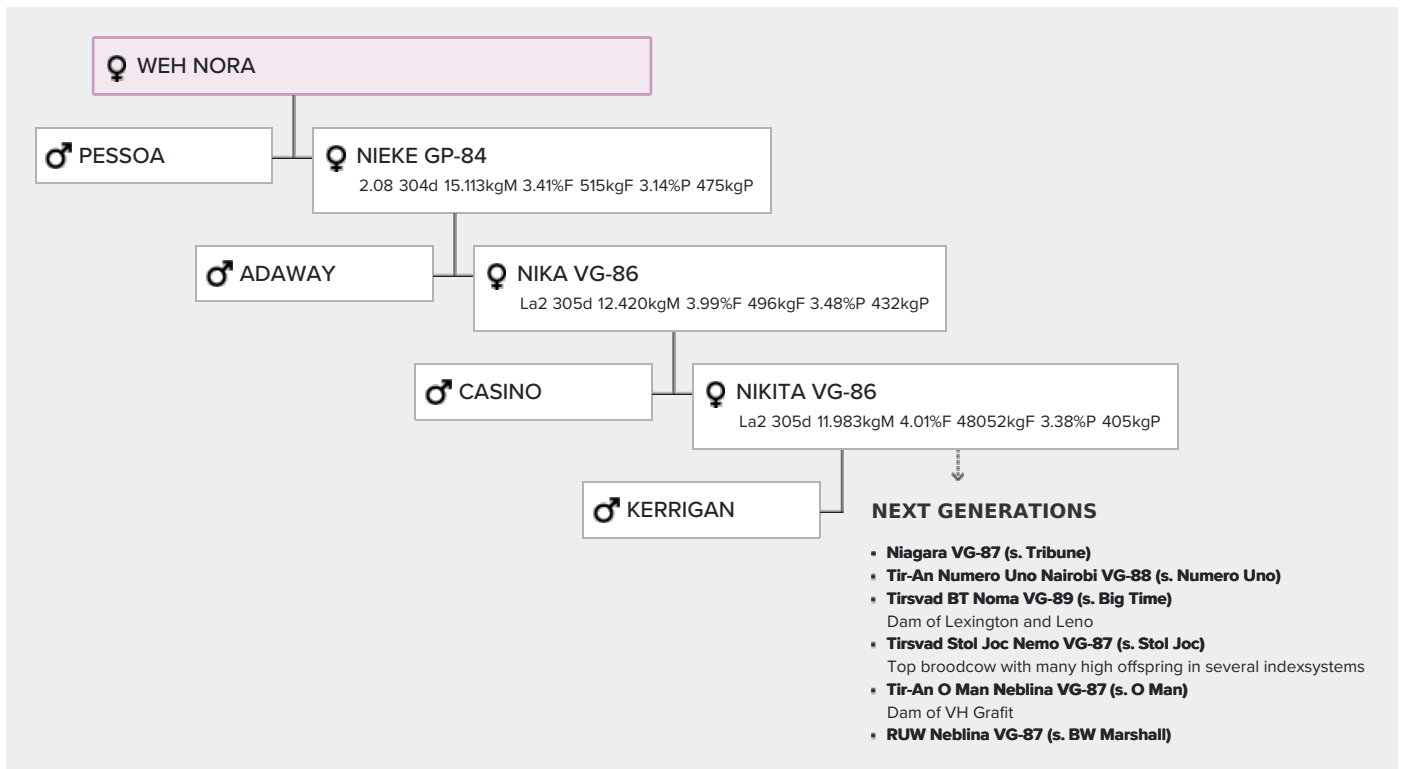 WEH NORA
PESSOA
NIEKE GP-84
2.08 304d 15.113kgM 3.41%F 515kgF 3.14%P 475kgP
ADAWAY
NIKA VG-86
La2 305d 12.420kgM 3.99%F 496kgF 3.48%P 432kgP
CASINO
NIKITA VG-86
La2 305d 11.983kgM 4.01%F 48052kgF 3.38%P 405kgP
KERRIGAN
NEXT GENERATIONS
Niagara VG-87 (s. Tribune)
Tir-An Numero Uno Nairobi VG-88 (s. Numero Uno)
Tirsvad BT Noma VG-89 (s. Big Time)
Dam of Lexington and Leno
Tirsvad Stol Joc Nemo VG-87 (s. Stol Joc)
Top broodcow with many high offspring in several indexsystems
Tir-An O Man Neblina VG-87 (s. O Man)
Dam of VH Grafit
RUW Neblina VG-87 (s. BW Marshall)